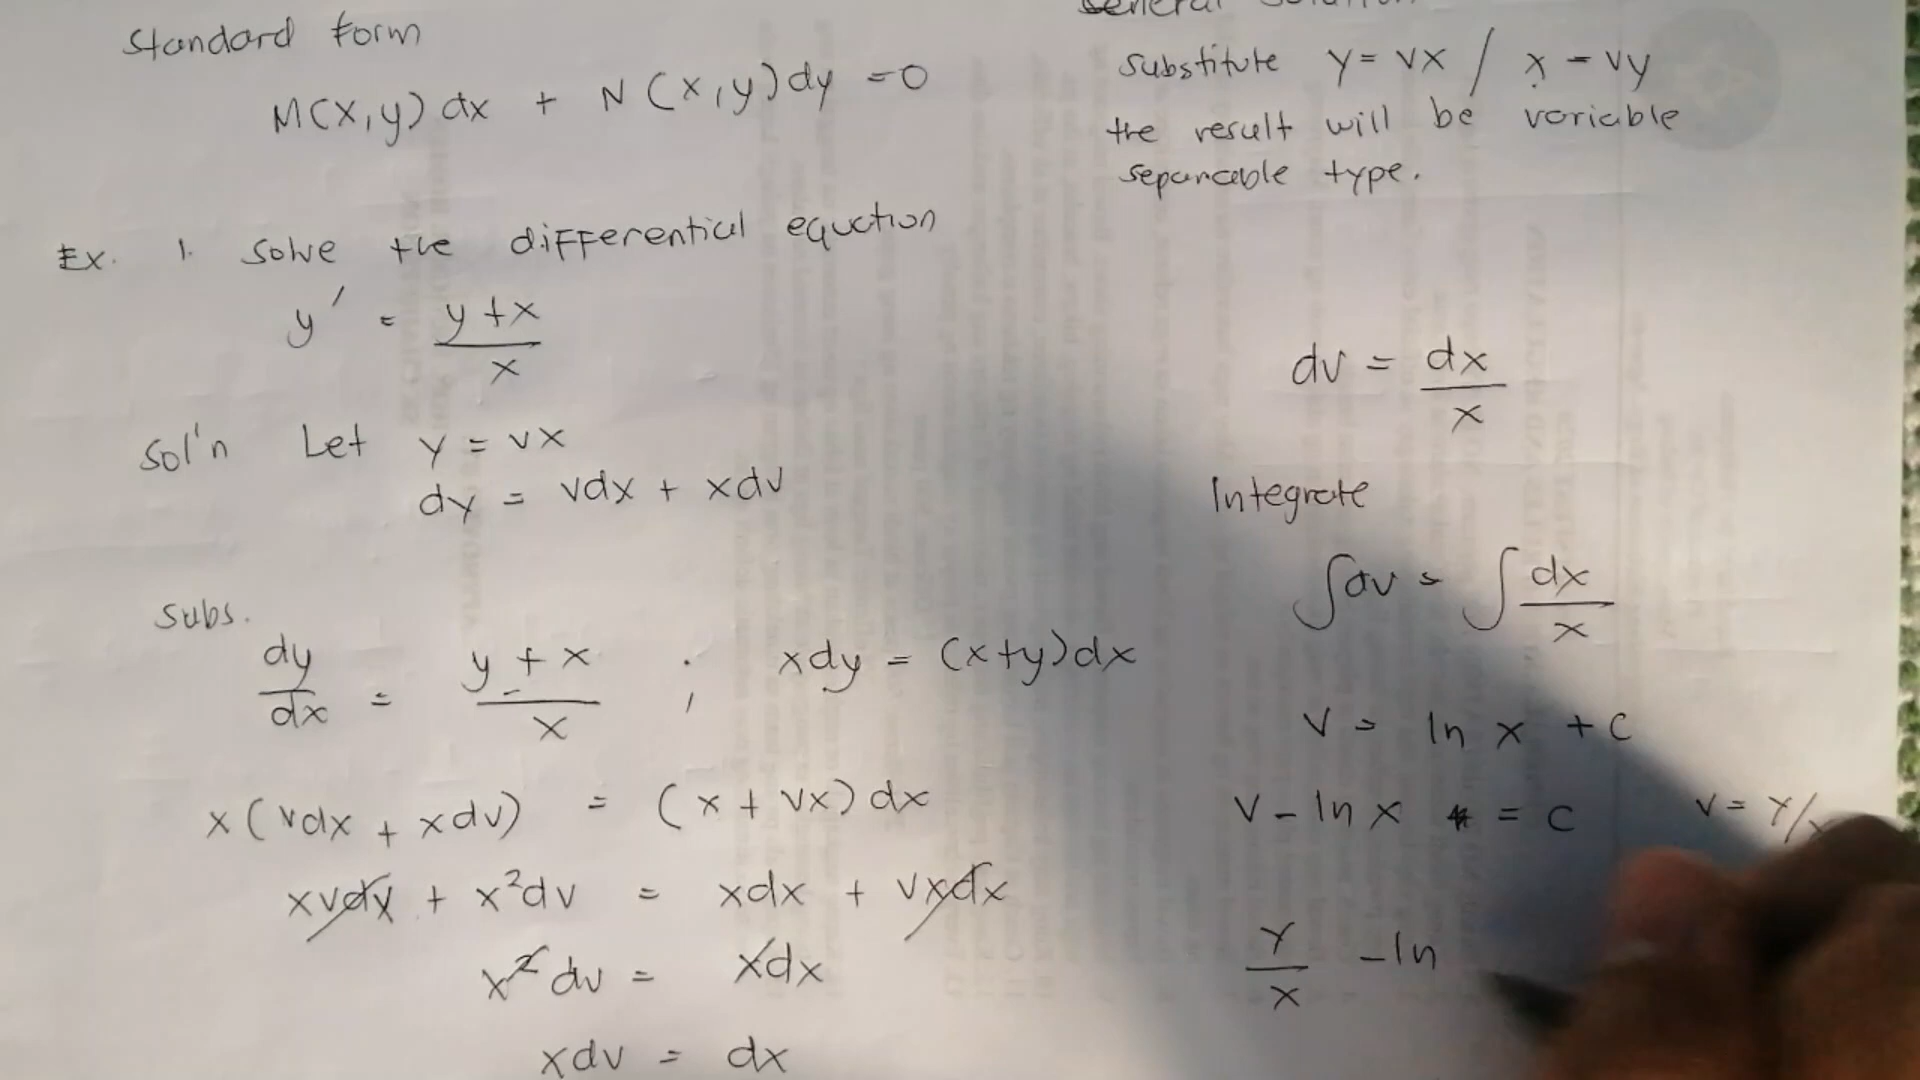 Standard form
M(x,y) dx + N(x,y)dy = 0
Ex. 1. Solve the differential equation
y' = y+x / x
Sol'n Let y = vx
dy = vdx + xdv
Subs.
dy/dx = y+x / x ; xdy = (x+y)dx
x(vdx + xdv) = (x + vx)dx
xvdx + x²dv = xdx + vxdx
x²dv = xdx
xdv = dx
General Solution
Substitute y = vx / x = vy
the result will be variable
separable type.
dv = dx/x
Integrate
∫dv = ∫dx/x
v = ln x + c
v - ln x = c
v = y/
y/x - ln